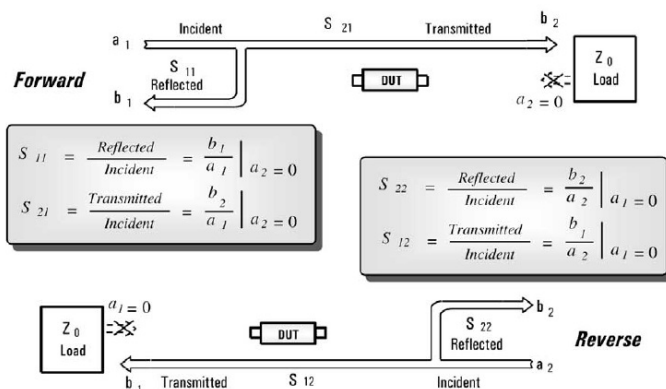 Incident S 21 Transmitted b 2
a 1
Forward
S 11
Reflected
b 1
DUT
a 2 = 0
Z 0
Load
S 11 = Reflected / Incident = b 1 / a 1 | a 2 = 0
S 21 = Transmitted / Incident = b 2 / a 1 | a 2 = 0
S 22 = Reflected / Incident = b 2 / a 2 | a 1 = 0
S 12 = Transmitted / Incident = b 1 / a 2 | a 1 = 0
a 1 = 0
Z 0
Load
DUT
b 2
S 22
Reflected
Reverse
b 1 Transmitted S 12 Incident a 2